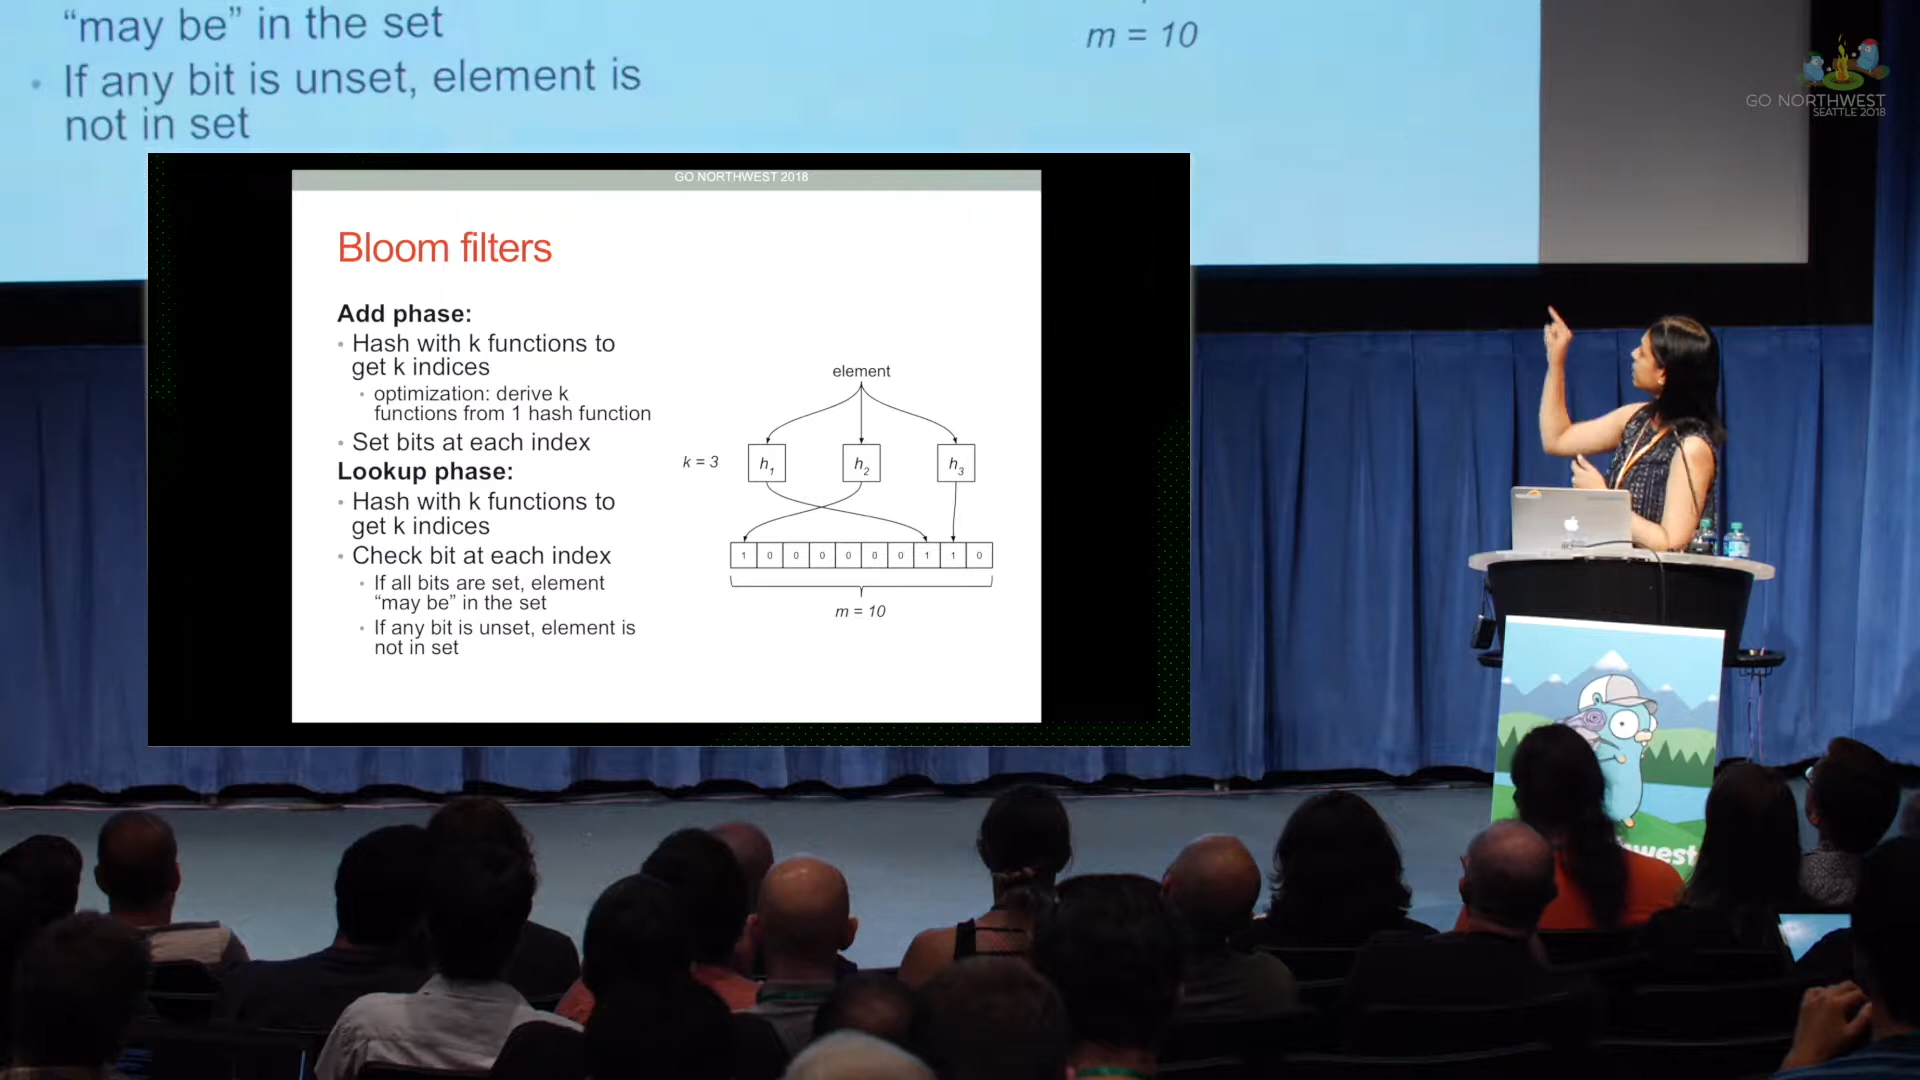 “may be” in the set
• If any bit is unset, element is
not in set
m = 10
GO NORTHWEST
SEATTLE 2018
GO NORTHWEST 2018
Bloom filters
Add phase:
• Hash with k functions to
get k indices
• optimization: derive k
functions from 1 hash function
• Set bits at each index
Lookup phase:
• Hash with k functions to
get k indices
• Check bit at each index
• If all bits are set, element
“may be” in the set
• If any bit is unset, element is
not in set
element
k = 3
h1 h2 h3
1 0 0 0 0 0 0 1 1 0
m = 10
west